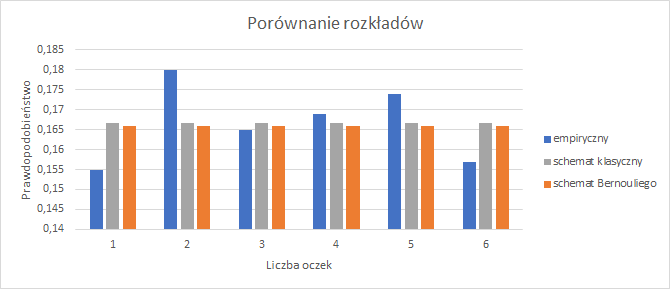 Porównanie rozkładów
Prawdopodobieństwo
0,185
0,18
0,175
0,17
0,165
0,16
0,155
0,15
0,145
0,14
1 2 3 4 5 6
Liczba oczek
empiryczny
schemat klasyczny
schemat Bernouliego